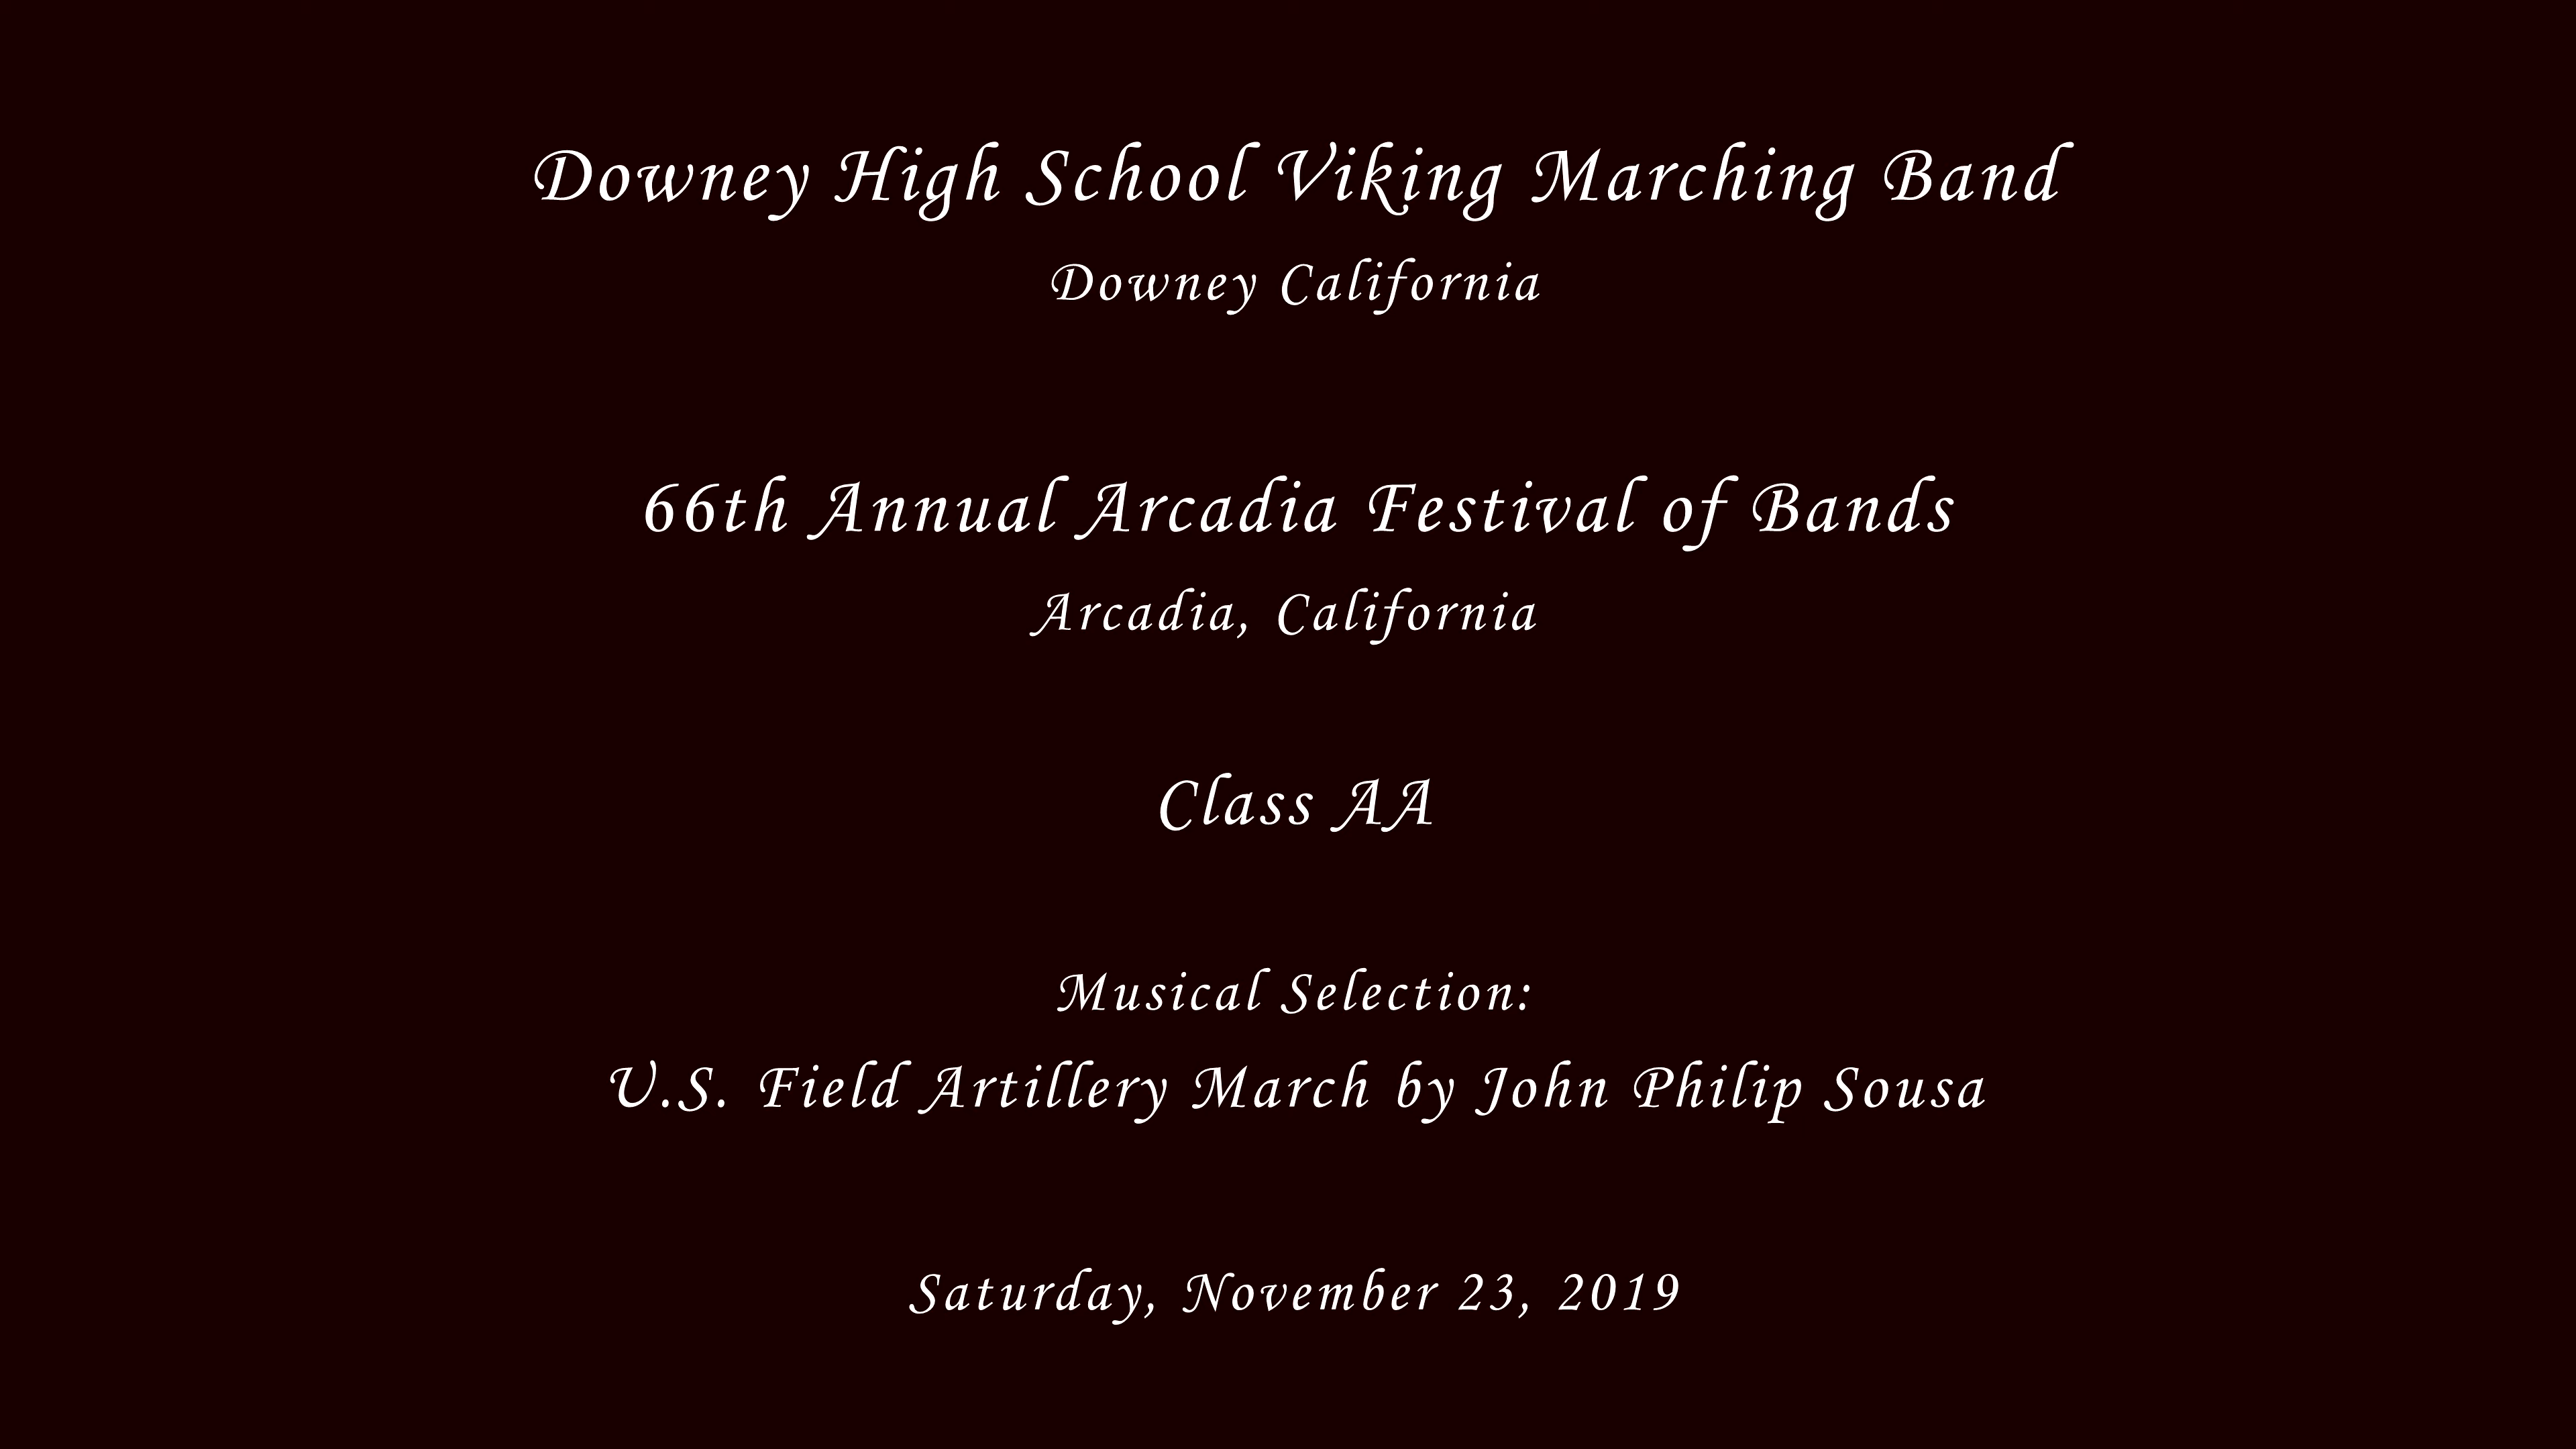 Downey High School Viking Marching Band
Downey California
66th Annual Arcadia Festival of Bands
Arcadia, California
Class AA
Musical Selection:
U.S. Field Artillery March by John Philip Sousa
Saturday, November 23, 2019